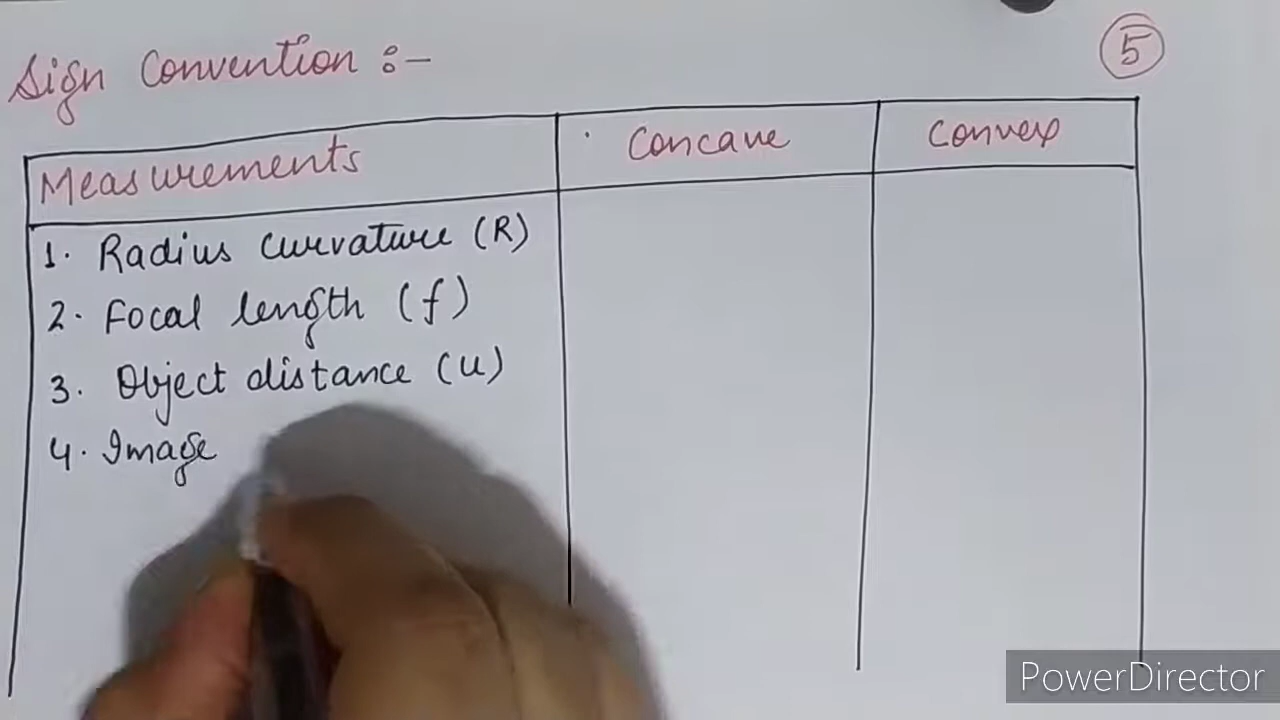 Sign Convention :-
5
Measurements Concave Convex
1. Radius curvature (R)
2. Focal length (f)
3. Object distance (u)
4. Image
PowerDirector